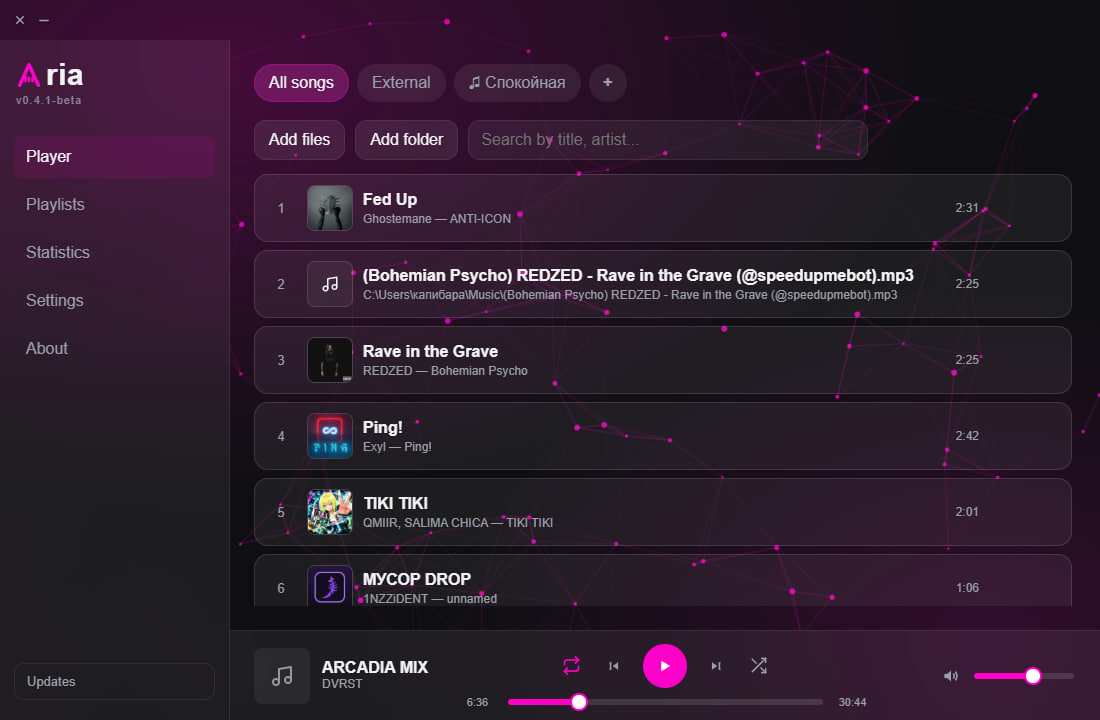 Aria
v0.4.1-beta
Player
Playlists
Statistics
Settings
About
Updates
All songs
External
♫ Спокойная
+
Add files
Add folder
Search by title, artist...
1
Fed Up
Ghostemane — ANTI-ICON
2:31
2
(Bohemian Psycho) REDZED - Rave in the Grave (@speedupmebot).mp3
C:\Users\капибара\Music\(Bohemian Psycho) REDZED - Rave in the Grave (@speedupmebot).mp3
2:25
3
Rave in the Grave
REDZED — Bohemian Psycho
2:25
4
PING
Ping!
Exyl — Ping!
2:42
5
TIKI TIKI
QMIIR, SALIMA CHICA — TIKI TIKI
2:01
6
МУСОР DROP
1NZZiDENT — unnamed
1:06
ARCADIA MIX
DVRST
6:36
30:44